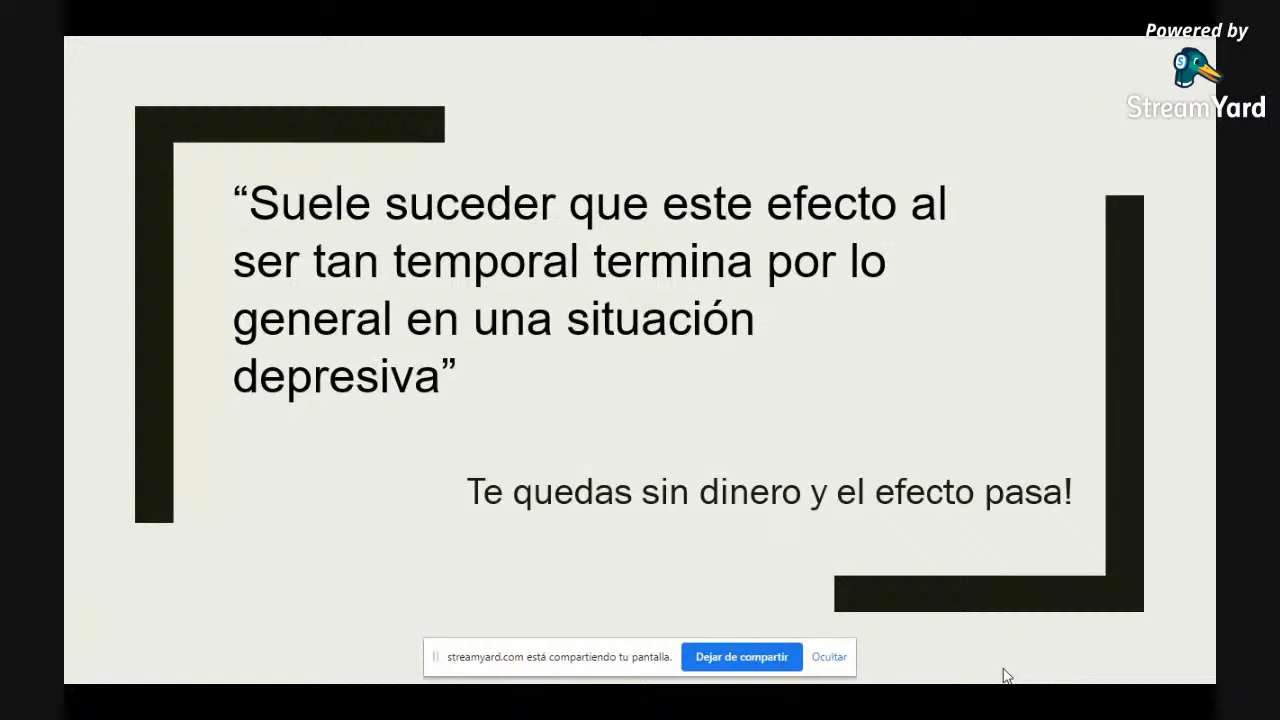 Powered by
StreamYard
“Suele suceder que este efecto al
ser tan temporal termina por lo
general en una situación
depresiva”
Te quedas sin dinero y el efecto pasa!
streamyard.com está compartiendo tu pantalla. Dejar de compartir Ocultar